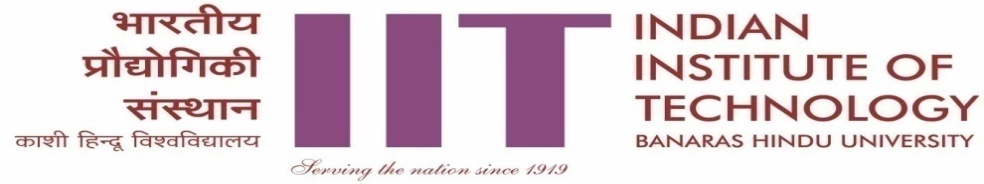 भारतीय
प्रौद्योगिकी
संस्थान
काशी हिन्दू विश्वविद्यालय
IIT
Serving the nation since 1919
INDIAN
INSTITUTE OF
TECHNOLOGY
BANARAS HINDU UNIVERSITY